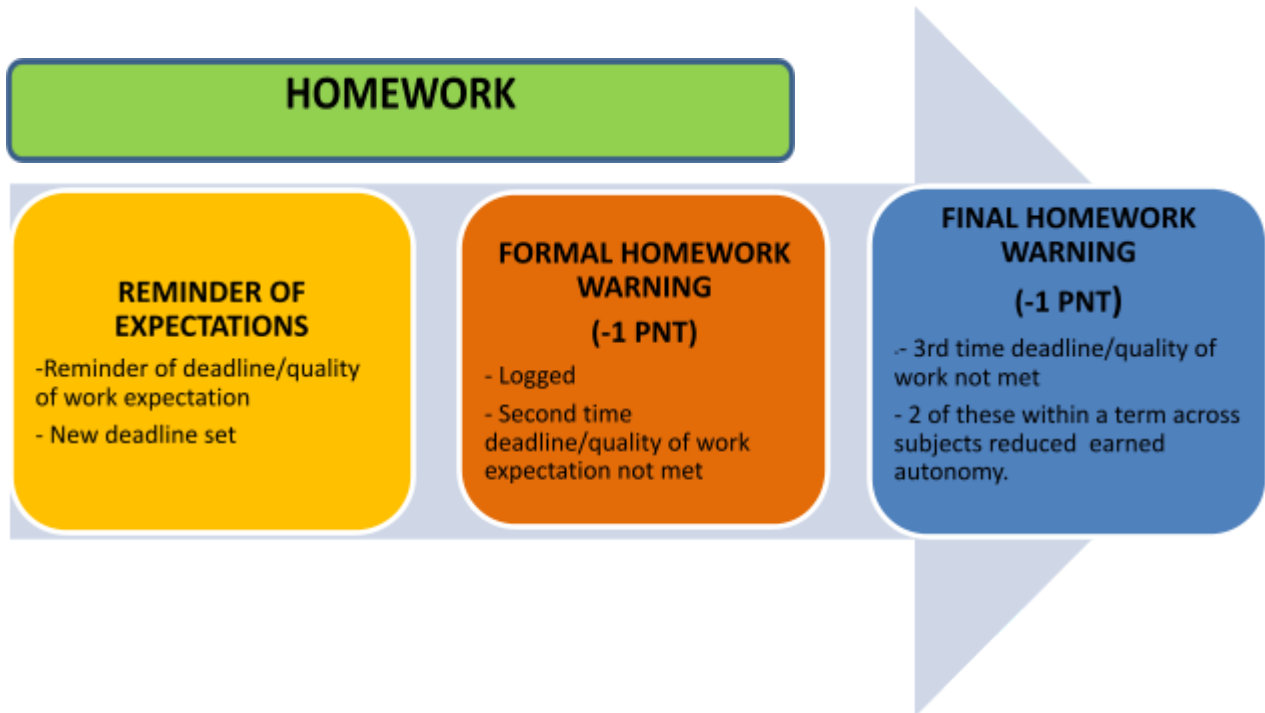 HOMEWORK
REMINDER OF
EXPECTATIONS
-Reminder of deadline/quality
of work expectation
- New deadline set
FORMAL HOMEWORK
WARNING
(-1 PNT)
- Logged
- Second time
deadline/quality of work
expectation not met
FINAL HOMEWORK
WARNING
(-1 PNT)
-- 3rd time deadline/quality of
work not met
- 2 of these within a term across
subjects reduced  earned
autonomy.